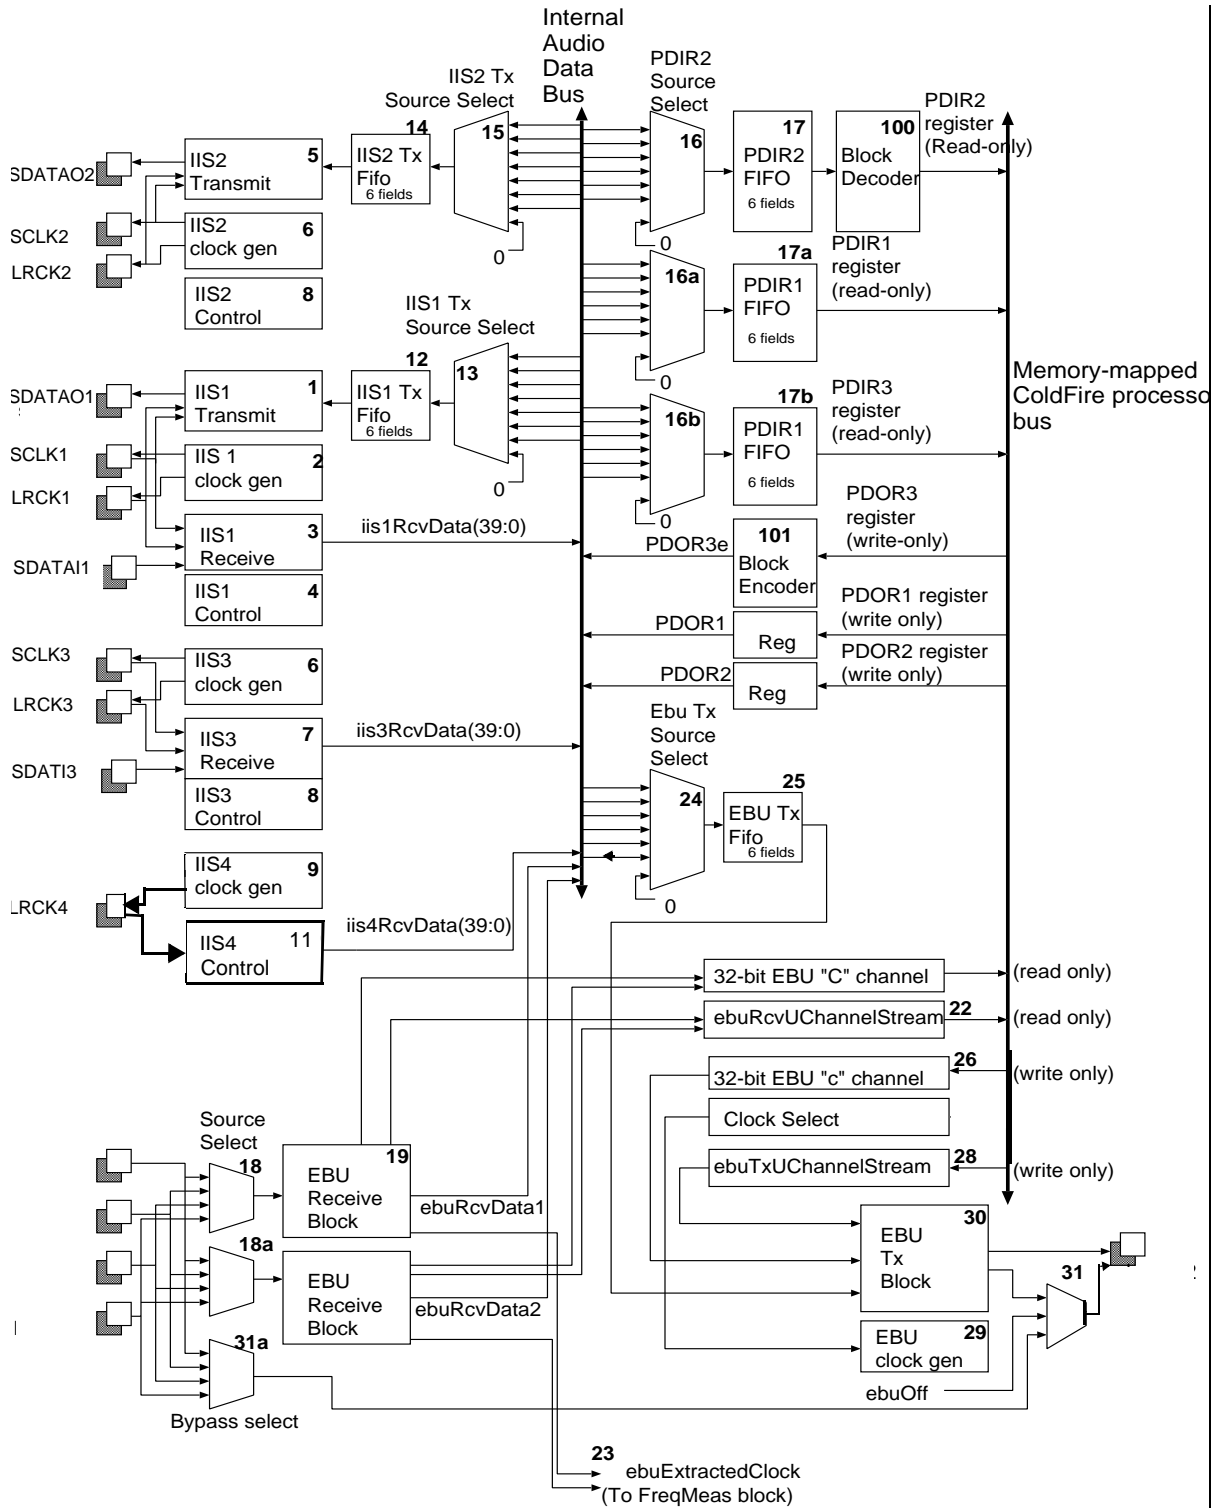 Internal
Audio
Data
Bus
PDIR2
Source
Select
IIS2 Tx
Source Select
PDIR2
register
(Read-only)
14
15
16
17
100
5
IIS2
Transmit
IIS2 Tx
Fifo
6 fields
PDIR2
FIFO
6 fields
Block
Decoder
SDATAO2
SCLK2
LRCK2
IIS2
clock gen
6
0
0
IIS2
Control
8
16a
17a
PDIR1
FIFO
6 fields
PDIR1
register
(read-only)
IIS1 Tx
Source Select
12
13
0
Memory-mapped
ColdFire processo
bus
SDATAO1
IIS1
Transmit
1
IIS1 Tx
Fifo
6 fields
16b
17b
PDIR1
FIFO
6 fields
PDIR3
register
(read-only)
SCLK1
LRCK1
IIS 1
clock gen
2
0
0
PDOR3
register
(write-only)
IIS1
Receive
3
iis1RcvData(39:0)
PDOR3e
101
Block
Encoder
SDATAI1
IIS1
Control
4
PDOR1
Reg
PDOR1 register
(write only)
SCLK3
LRCK3
IIS3
clock gen
6
PDOR2
Reg
PDOR2 register
(write only)
IIS3
Receive
7
iis3RcvData(39:0)
Ebu Tx
Source
Select
SDATI3
IIS3
Control
8
24
25
EBU Tx
Fifo
6 fields
0
IIS4
clock gen
9
LRCK4
IIS4
Control
11
iis4RcvData(39:0)
32-bit EBU "C" channel
(read only)
ebuRcvUChannelStream
22
(read only)
32-bit EBU "c" channel
26
(write only)
Clock Select
ebuTxUChannelStream
28
(write only)
Source
Select
18
EBU
Receive
Block
19
ebuRcvData1
18a
EBU
Receive
Block
ebuRcvData2
EBU
Tx
Block
30
31
EBU
clock gen
29
ebuOff
31a
Bypass select
23
ebuExtractedClock
(To FreqMeas block)